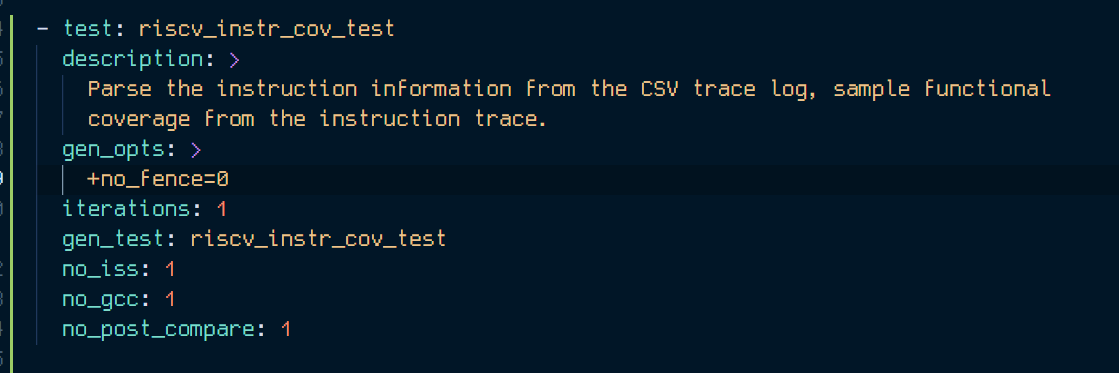 - test: riscv_instr_cov_test
description: >
Parse the instruction information from the CSV trace log, sample functional
coverage from the instruction trace.
gen_opts: >
+no_fence=0
iterations: 1
gen_test: riscv_instr_cov_test
no_iss: 1
no_gcc: 1
no_post_compare: 1